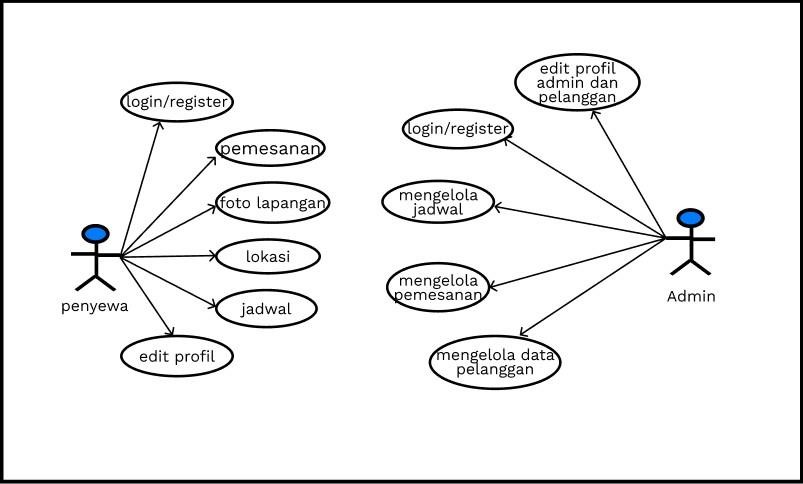 login/register
pemesanan
foto lapangan
lokasi
jadwal
edit profil
penyewa
edit profil
admin dan
pelanggan
login/register
mengelola
jadwal
mengelola
pemesanan
mengelola data
pelanggan
Admin